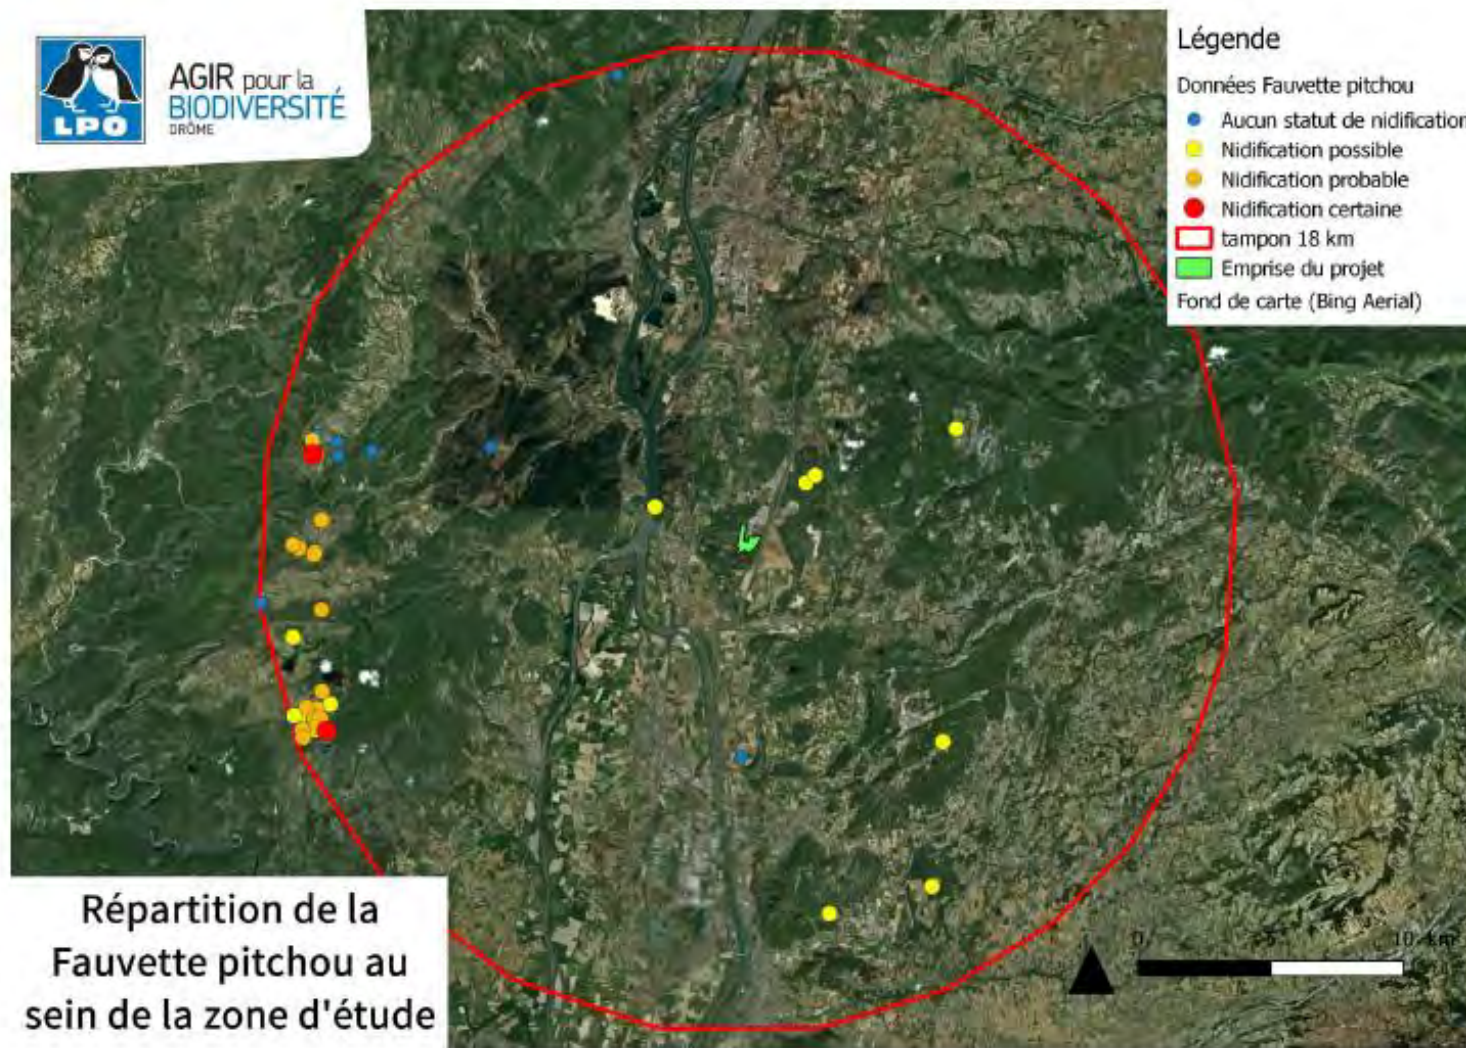 LPO
AGIR pour la
BIODIVERSITÉ
DRÔME
Légende
Données Fauvette pitchou
Aucun statut de nidification
Nidification possible
Nidification probable
Nidification certaine
tampon 18 km
Emprise du projet
Fond de carte (Bing Aerial)
Répartition de la
Fauvette pitchou au
sein de la zone d'étude
0 5 10 km